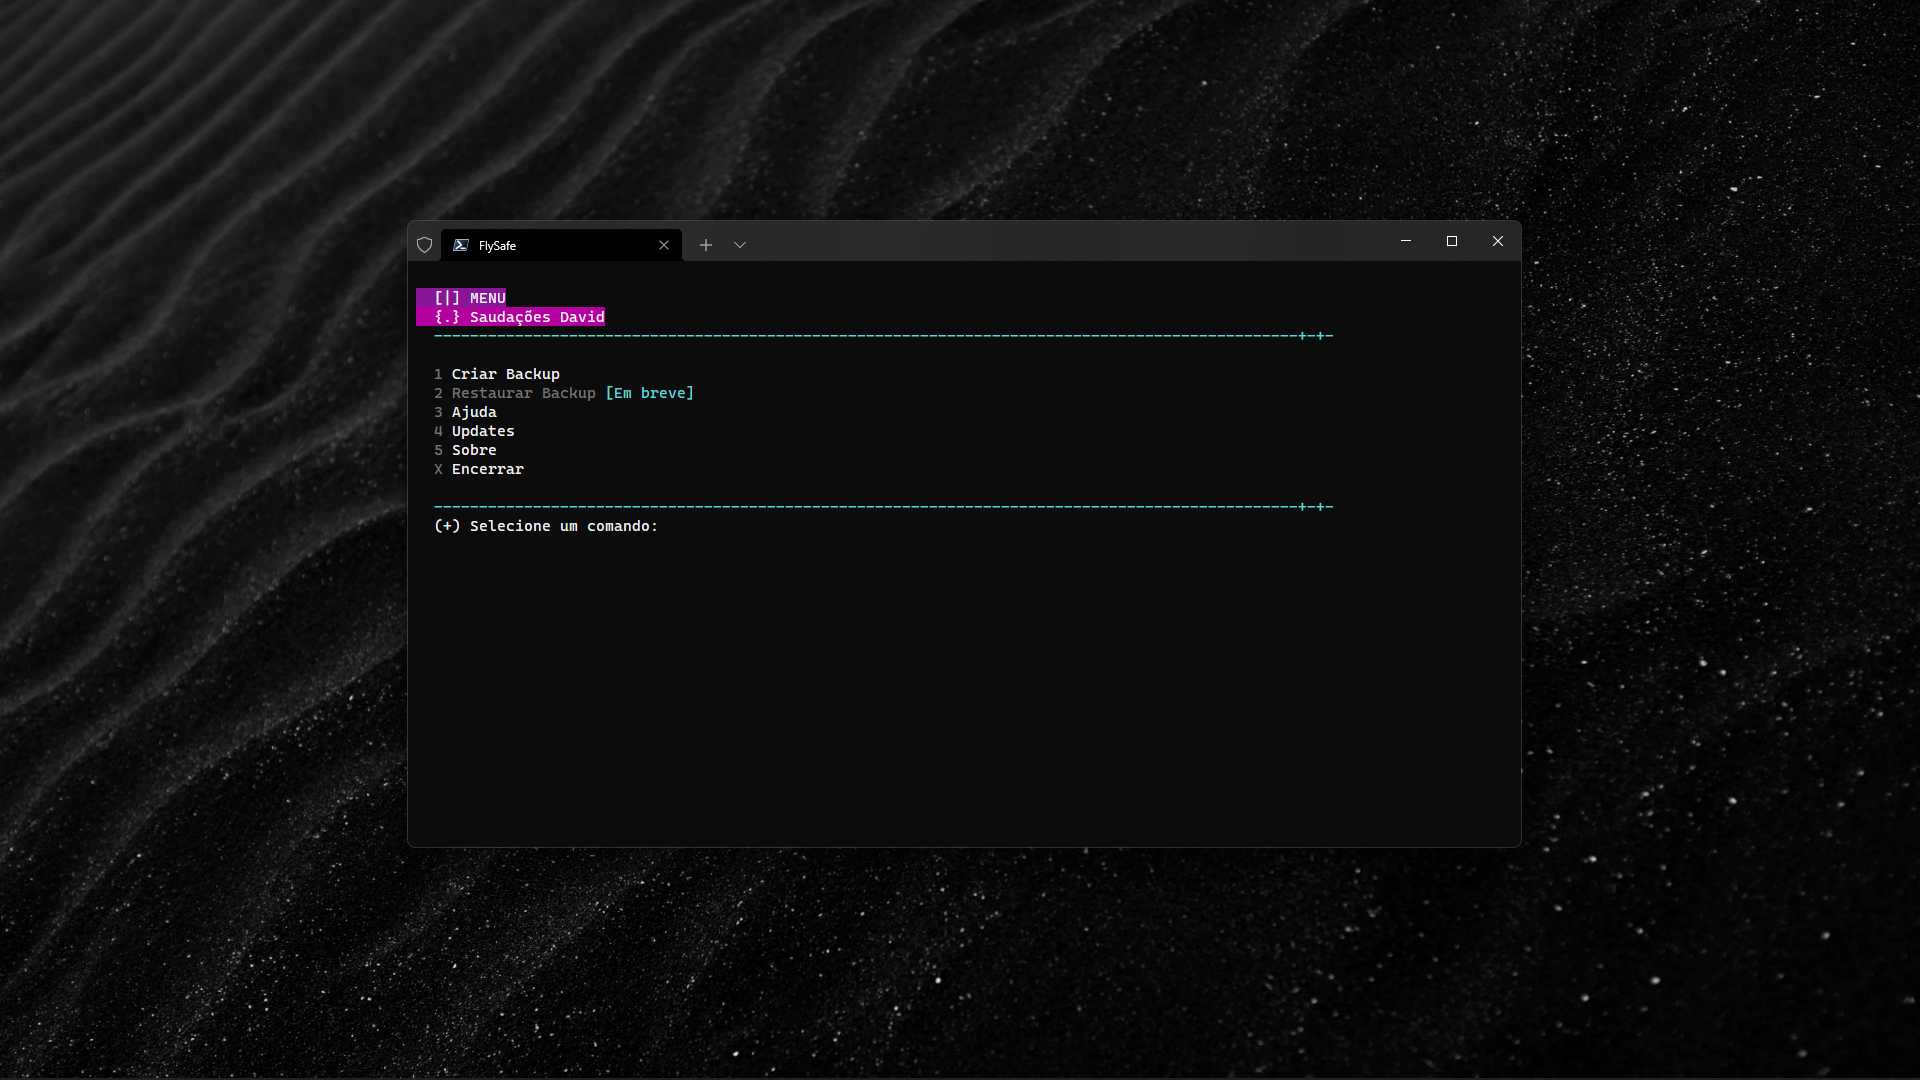 FlySafe
[|] MENU
{.} Saudações David
------------------------------------------------------------------------------------------------+-+-
1 Criar Backup
2 Restaurar Backup [Em breve]
3 Ajuda
4 Updates
5 Sobre
X Encerrar
------------------------------------------------------------------------------------------------+-+-
(+) Selecione um comando: